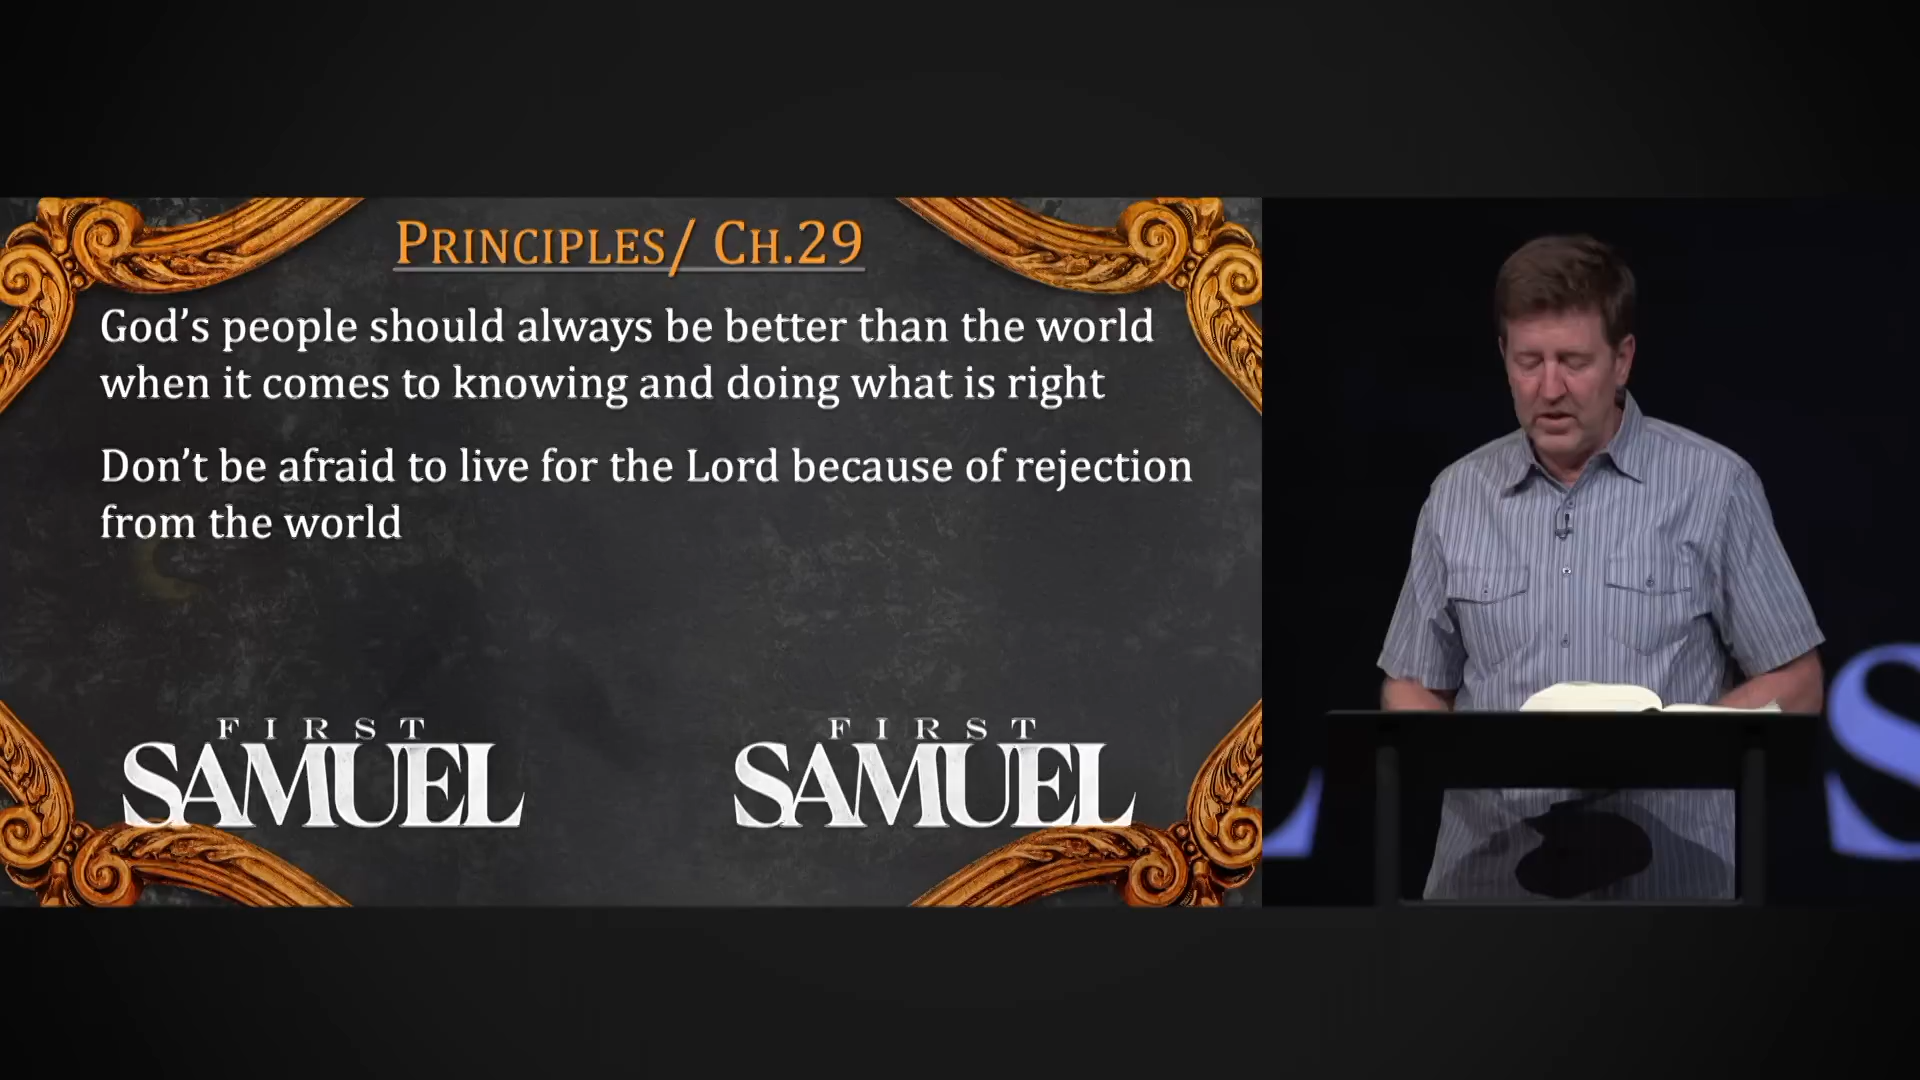 PRINCIPLES/ CH.29
God's people should always be better than the world
when it comes to knowing and doing what is right
Don't be afraid to live for the Lord because of rejection
from the world
FIRST
SAMUEL
FIRST
SAMUEL
S